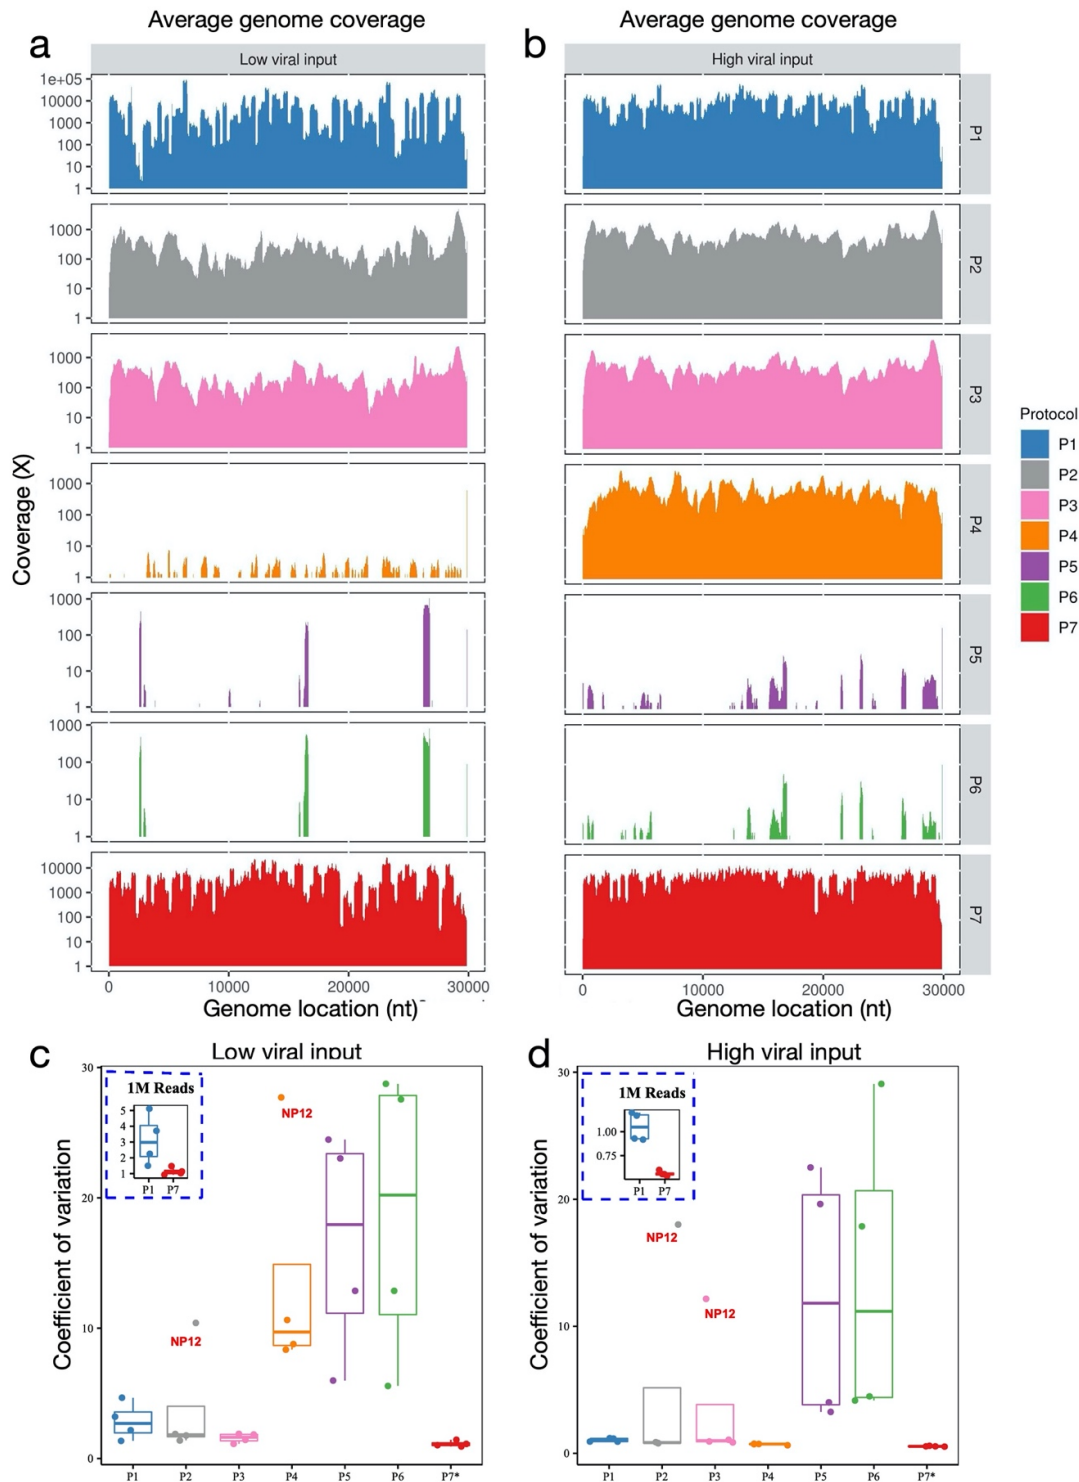 Average genome coverage
Average genome coverage
a
b
Low viral input
High viral input
1e+05
10000
1000
100
10
1
P1
1000
100
10
1
P2
1000
100
10
1
P3
Coverage (X)
1000
100
10
1
P4
1000
100
10
1
P5
1000
100
10
1
P6
10000
1000
100
10
1
P7
0 10000 20000 30000
0 10000 20000 30000
Genome location (nt)
Genome location (nt)
Protocol
P1
P2
P3
P4
P5
P6
P7
c
Low viral input
Coefficient of variation
30
20
10
0
1M Reads
5
4
3
2
1
P1 P7
NP12
NP12
P1 P2 P3 P4 P5 P6 P7*
d
High viral input
Coefficient of variation
30
20
10
0
1M Reads
1.00
0.75
P1 P7
NP12
NP12
P1 P2 P3 P4 P5 P6 P7*